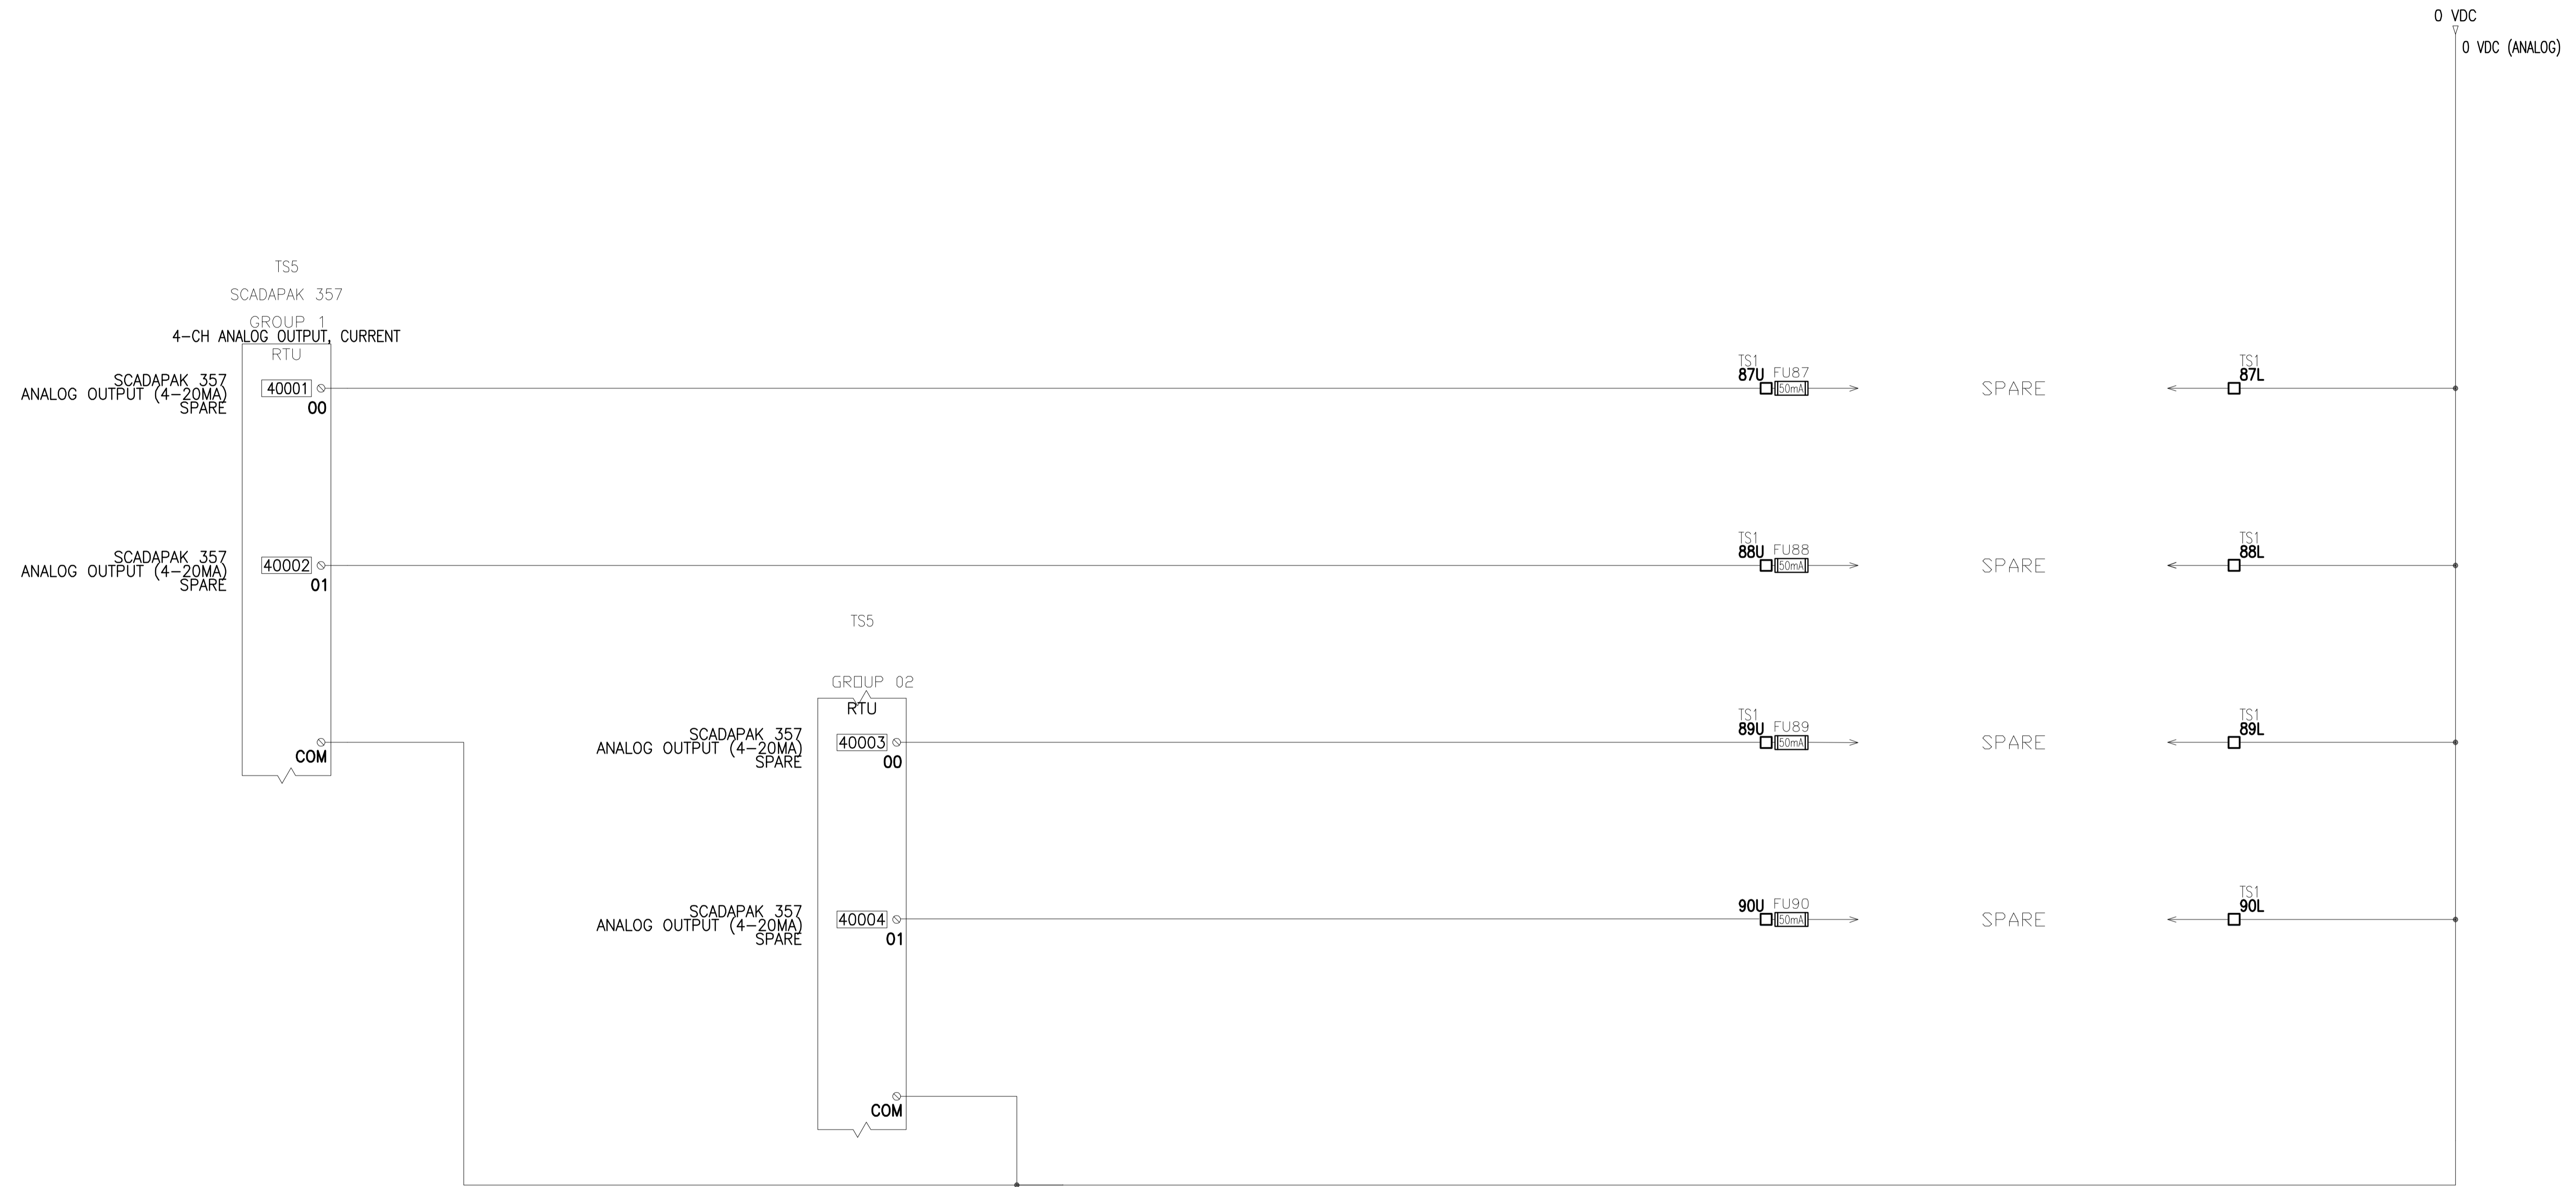 0 VDC
0 VDC (ANALOG)
TS5
SCADAPAK 357
GROUP 1
4-CH ANALOG OUTPUT, CURRENT
RTU
SCADAPAK 357
ANALOG OUTPUT (4-20MA)
SPARE
40001
00
TS1
87U
FU87
50mA
SPARE
TS1
87L
SCADAPAK 357
ANALOG OUTPUT (4-20MA)
SPARE
40002
01
TS1
88U
FU88
50mA
SPARE
TS1
88L
COM
TS5
GROUP 02
RTU
SCADAPAK 357
ANALOG OUTPUT (4-20MA)
SPARE
40003
00
TS1
89U
FU89
50mA
SPARE
TS1
89L
SCADAPAK 357
ANALOG OUTPUT (4-20MA)
SPARE
40004
01
90U
FU90
50mA
SPARE
TS1
90L
COM